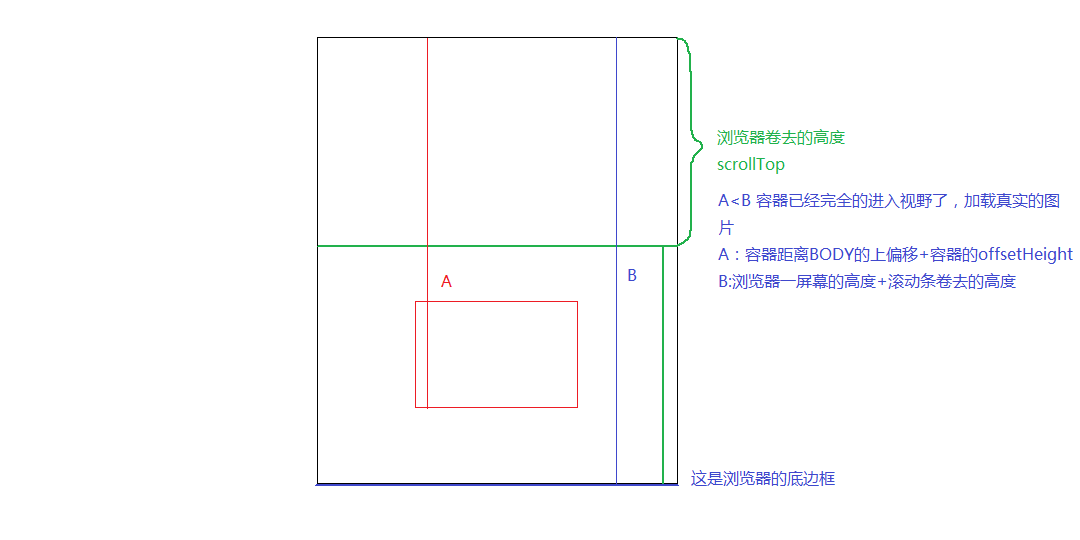 浏览器卷去的高度
scrollTop
A<B 容器已经完全的进入视野了，加载真实的图
片
A：容器距离BODY的上偏移+容器的offsetHeight
A
B
B:浏览器一屏幕的高度+滚动条卷去的高度
这是浏览器的底边框